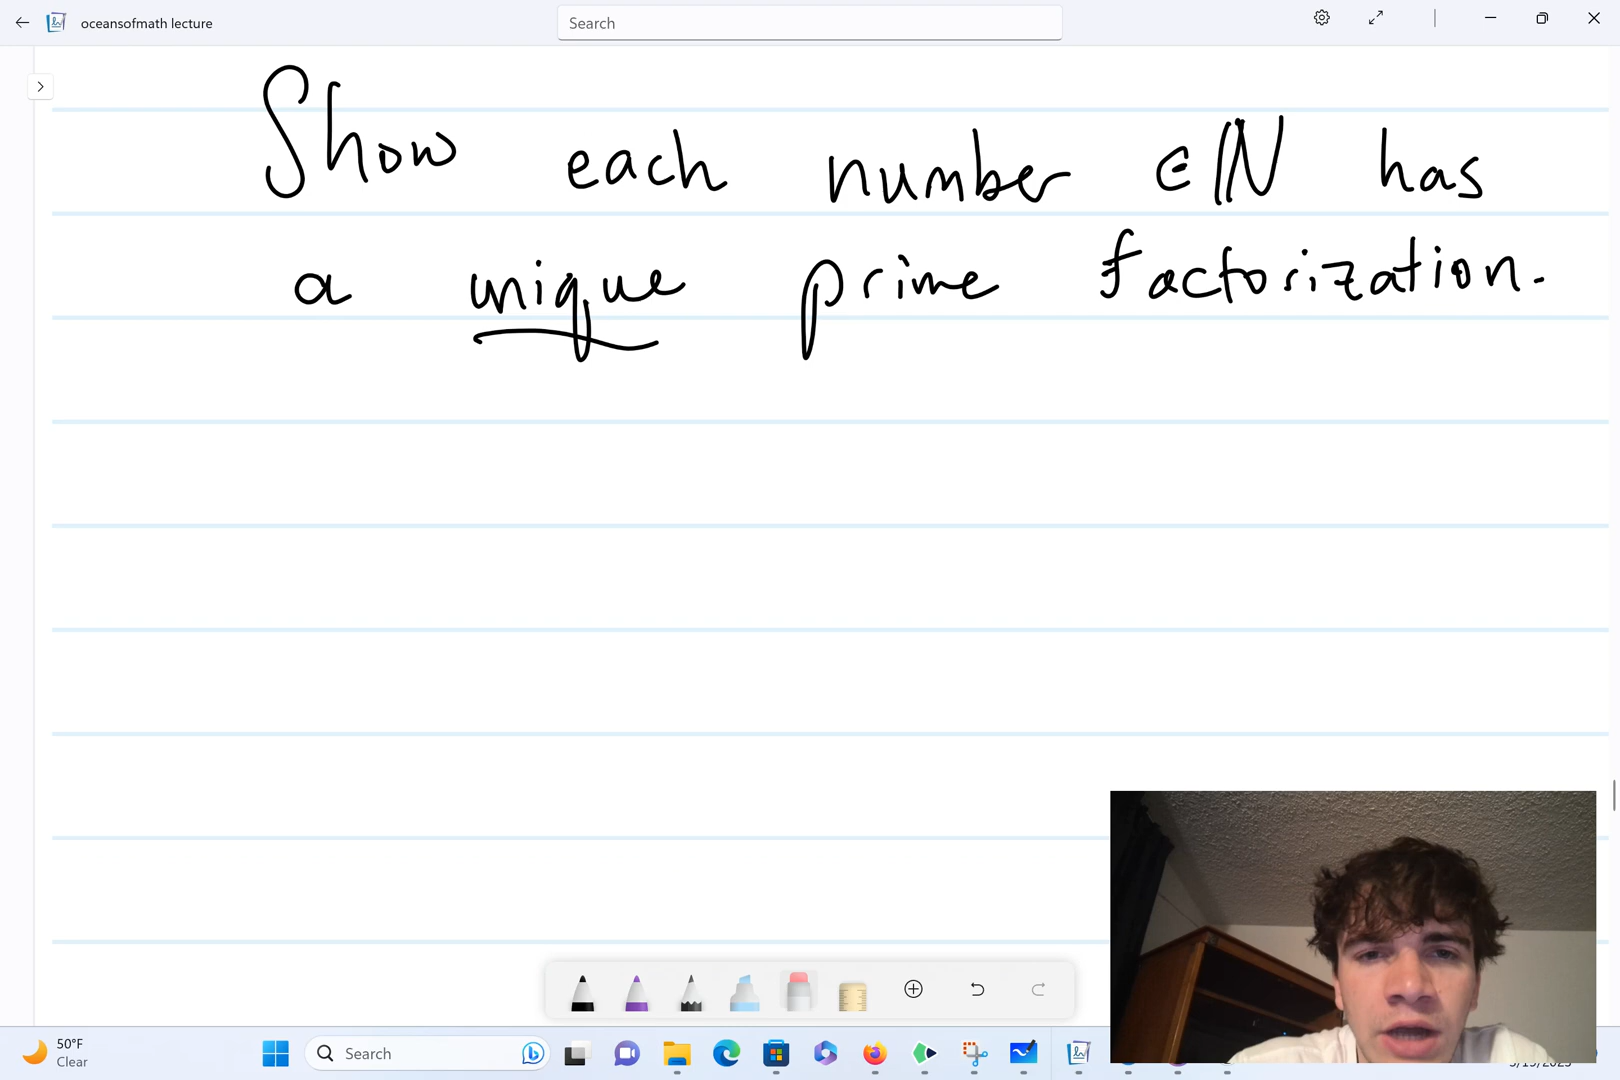 oceansofmath lecture
Search
Show each number ∈ ℕ has
a unique prime factorization.
50°F
Clear
Search